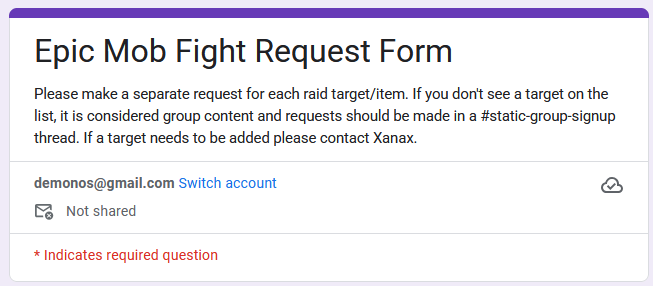 Epic Mob Fight Request Form
Please make a separate request for each raid target/item. If you don't see a target on the
list, it is considered group content and requests should be made in a #static-group-signup
thread. If a target needs to be added please contact Xanax.
demonos@gmail.com Switch account
Not shared
* Indicates required question